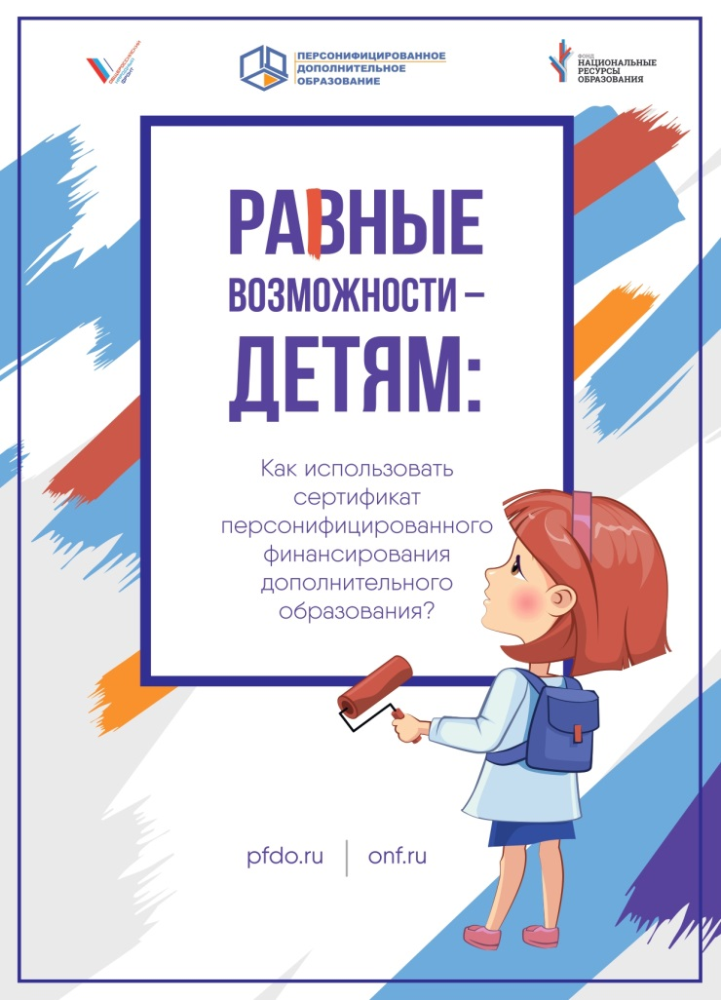 ОБЩЕРОССИЙСКИЙ
НАРОДНЫЙ
ФРОНТ
ПЕРСОНИФИЦИРОВАННОЕ
ДОПОЛНИТЕЛЬНОЕ
ОБРАЗОВАНИЕ
ФОНД
НАЦИОНАЛЬНЫЕ
РЕСУРСЫ
ОБРАЗОВАНИЯ
РАВНЫЕ
ВОЗМОЖНОСТИ –
ДЕТЯМ:
Как использовать
сертификат
персонифицированного
финансирования
дополнительного
образования?
pfdo.ru | onf.ru